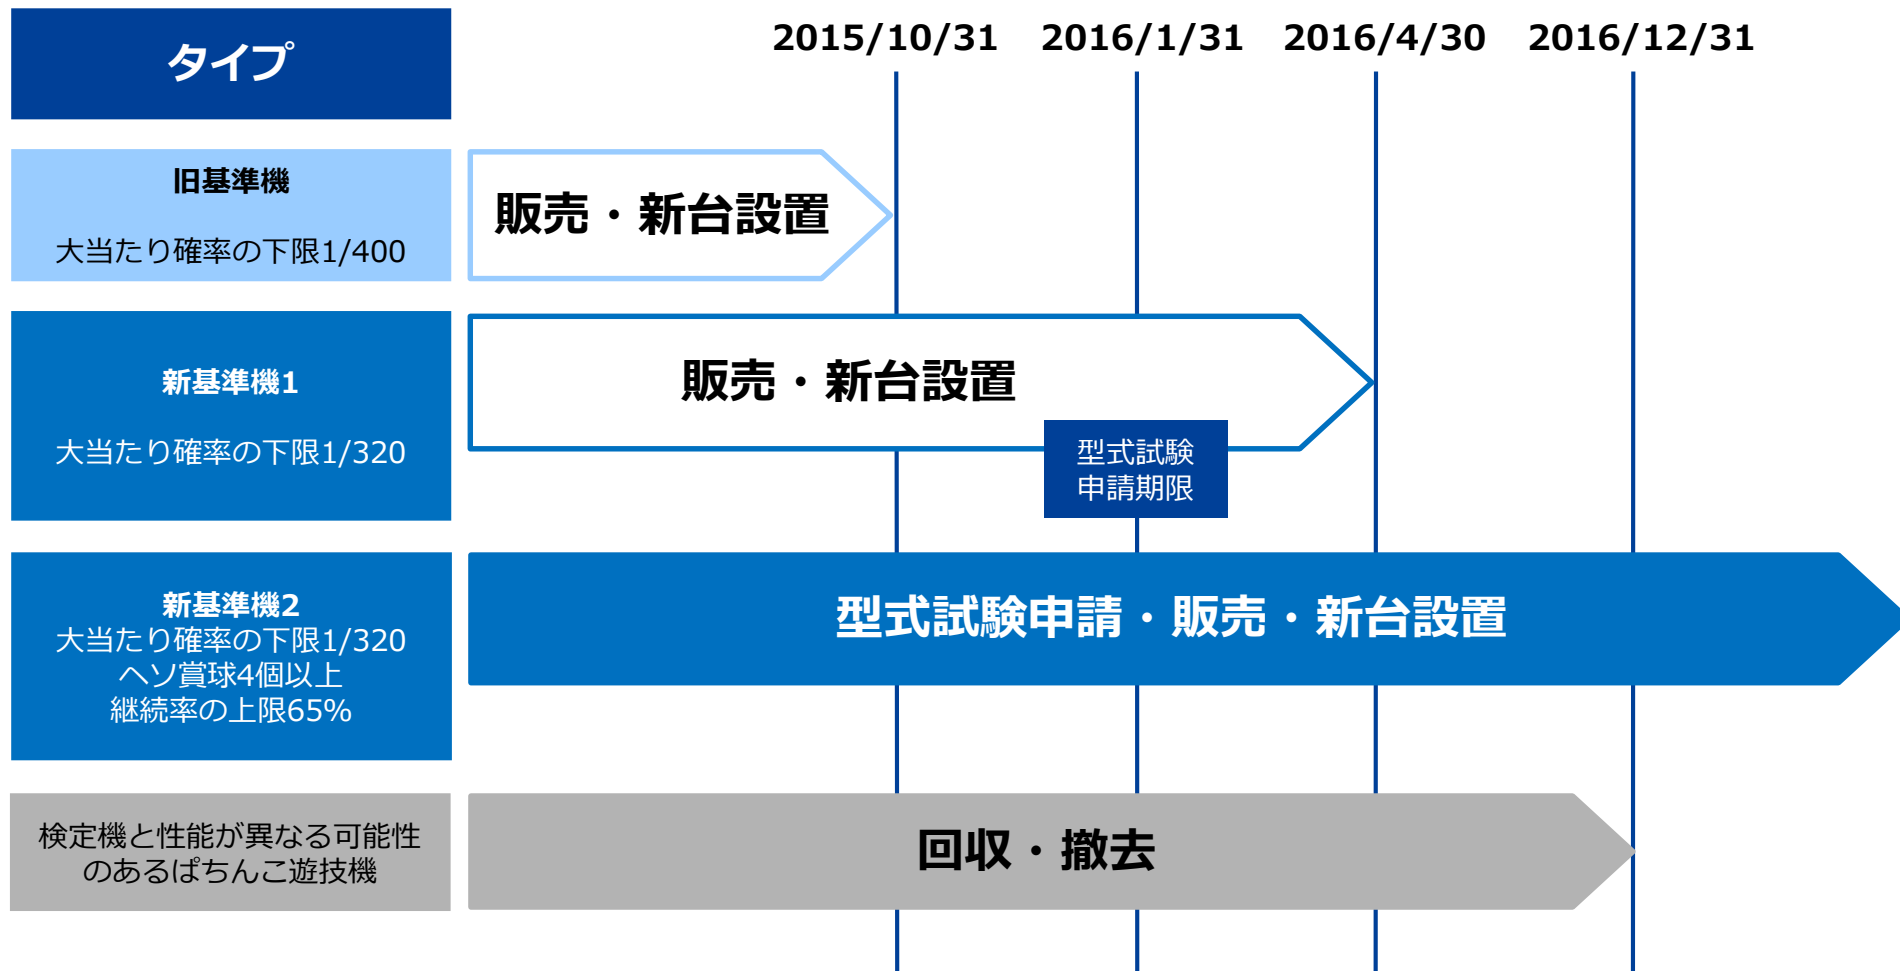 タイプ
2015/10/31
2016/1/31
2016/4/30
2016/12/31
旧基準機
大当たり確率の下限1/400
販売・新台設置
新基準機1
大当たり確率の下限1/320
販売・新台設置
型式試験
申請期限
新基準機2
大当たり確率の下限1/320
ヘソ賞球4個以上
継続率の上限65%
型式試験申請・販売・新台設置
検定機と性能が異なる可能性
のあるぱちんこ遊技機
回収・撤去